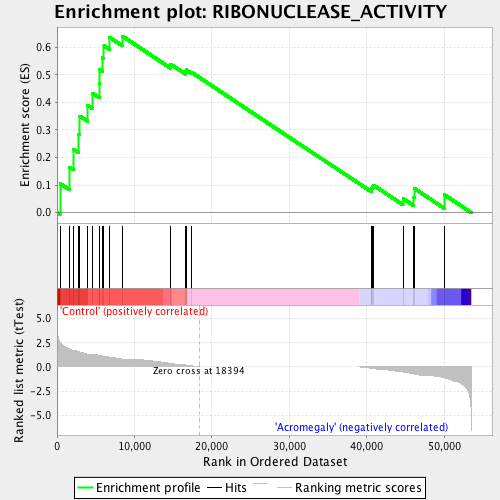 Enrichment plot: RIBONUCLEASE_ACTIVITY
Enrichment score (ES)
0.6
0.5
0.4
0.3
0.2
0.1
0.0
Ranked list metric (tTest)
'Control' (positively correlated)
5.0
2.5
0.0
-2.5
-5.0
Zero cross at 18394
'Acromegaly' (negatively correlated)
0 10,000 20,000 30,000 40,000 50,000
Rank in Ordered Dataset
Enrichment profile Hits Ranking metric scores